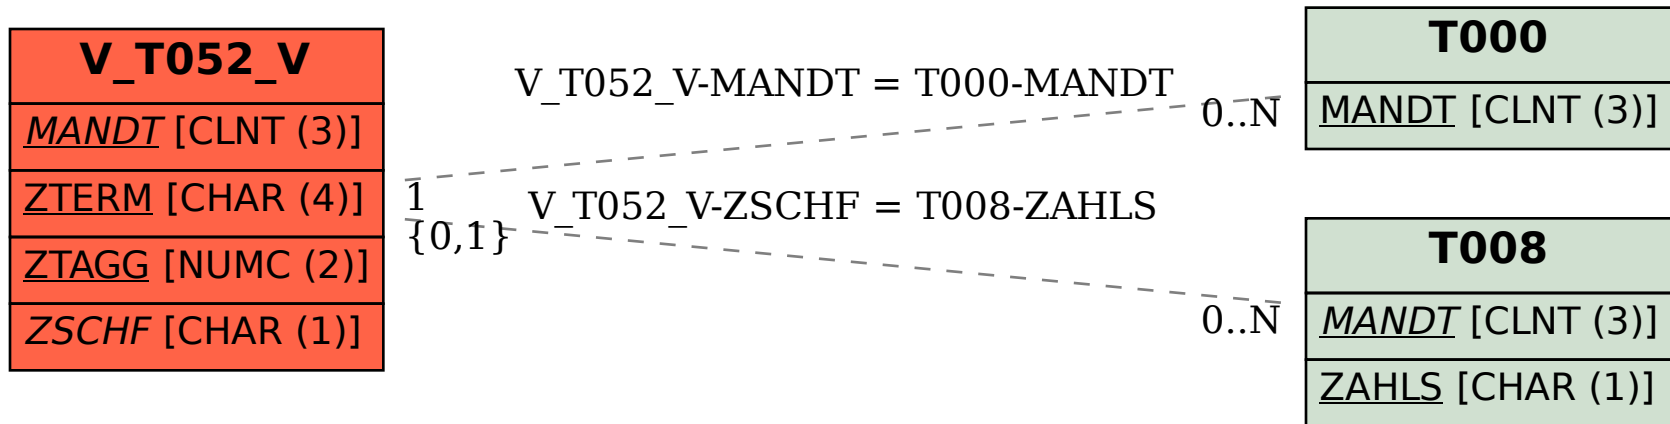 V_T052_V
MANDT [CLNT (3)]
ZTERM [CHAR (4)]
ZTAGG [NUMC (2)]
ZSCHF [CHAR (1)]
V_T052_V-MANDT = T000-MANDT
0..N
1
V_T052_V-ZSCHF = T008-ZAHLS
{0,1}
0..N
T000
MANDT [CLNT (3)]
T008
MANDT [CLNT (3)]
ZAHLS [CHAR (1)]